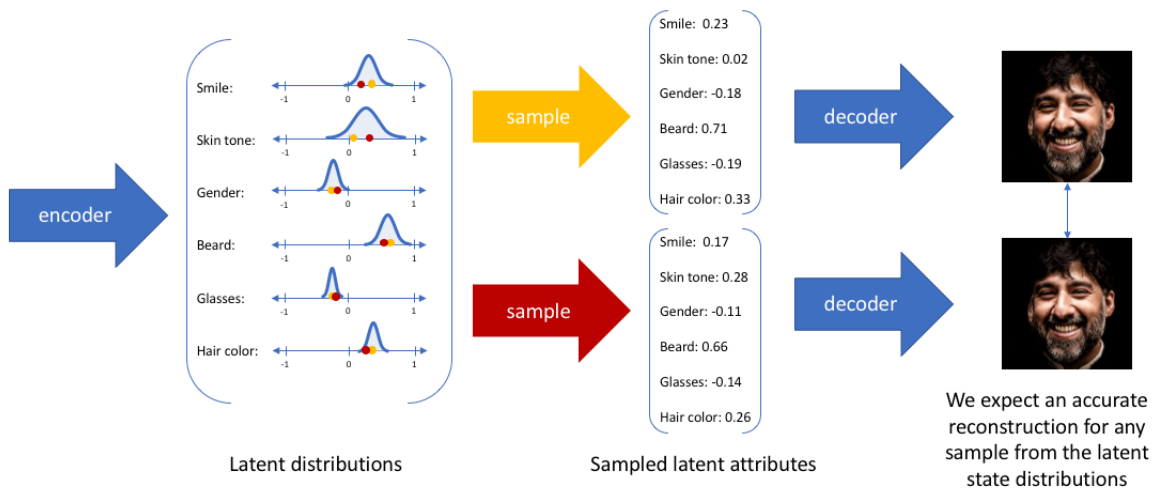 encoder
Smile:
-1 0 1
Skin tone:
-1 0 1
Gender:
-1 0 1
Beard:
-1 0 1
Glasses:
-1 0 1
Hair color:
-1 0 1
Latent distributions
sample
sample
Smile: 0.23
Skin tone: 0.02
Gender: -0.18
Beard: 0.71
Glasses: -0.19
Hair color: 0.33
Smile: 0.17
Skin tone: 0.28
Gender: -0.11
Beard: 0.66
Glasses: -0.14
Hair color: 0.26
Sampled latent attributes
decoder
decoder
We expect an accurate
reconstruction for any
sample from the latent
state distributions